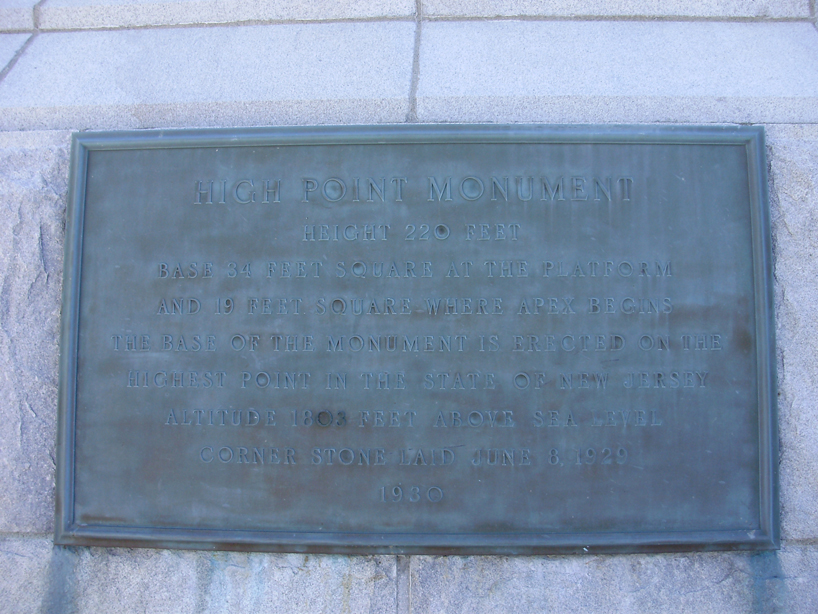 HIGH POINT MONUMENT
HEIGHT 220 FEET
BASE 34 FEET SQUARE AT THE PLATFORM
AND 19 FEET SQUARE WHERE APEX BEGINS
THE BASE OF THE MONUMENT IS ERECTED ON THE
HIGHEST POINT IN THE STATE OF NEW JERSEY
ALTITUDE 1803 FEET ABOVE SEA LEVEL
CORNER STONE LAID JUNE 8, 1929
1930